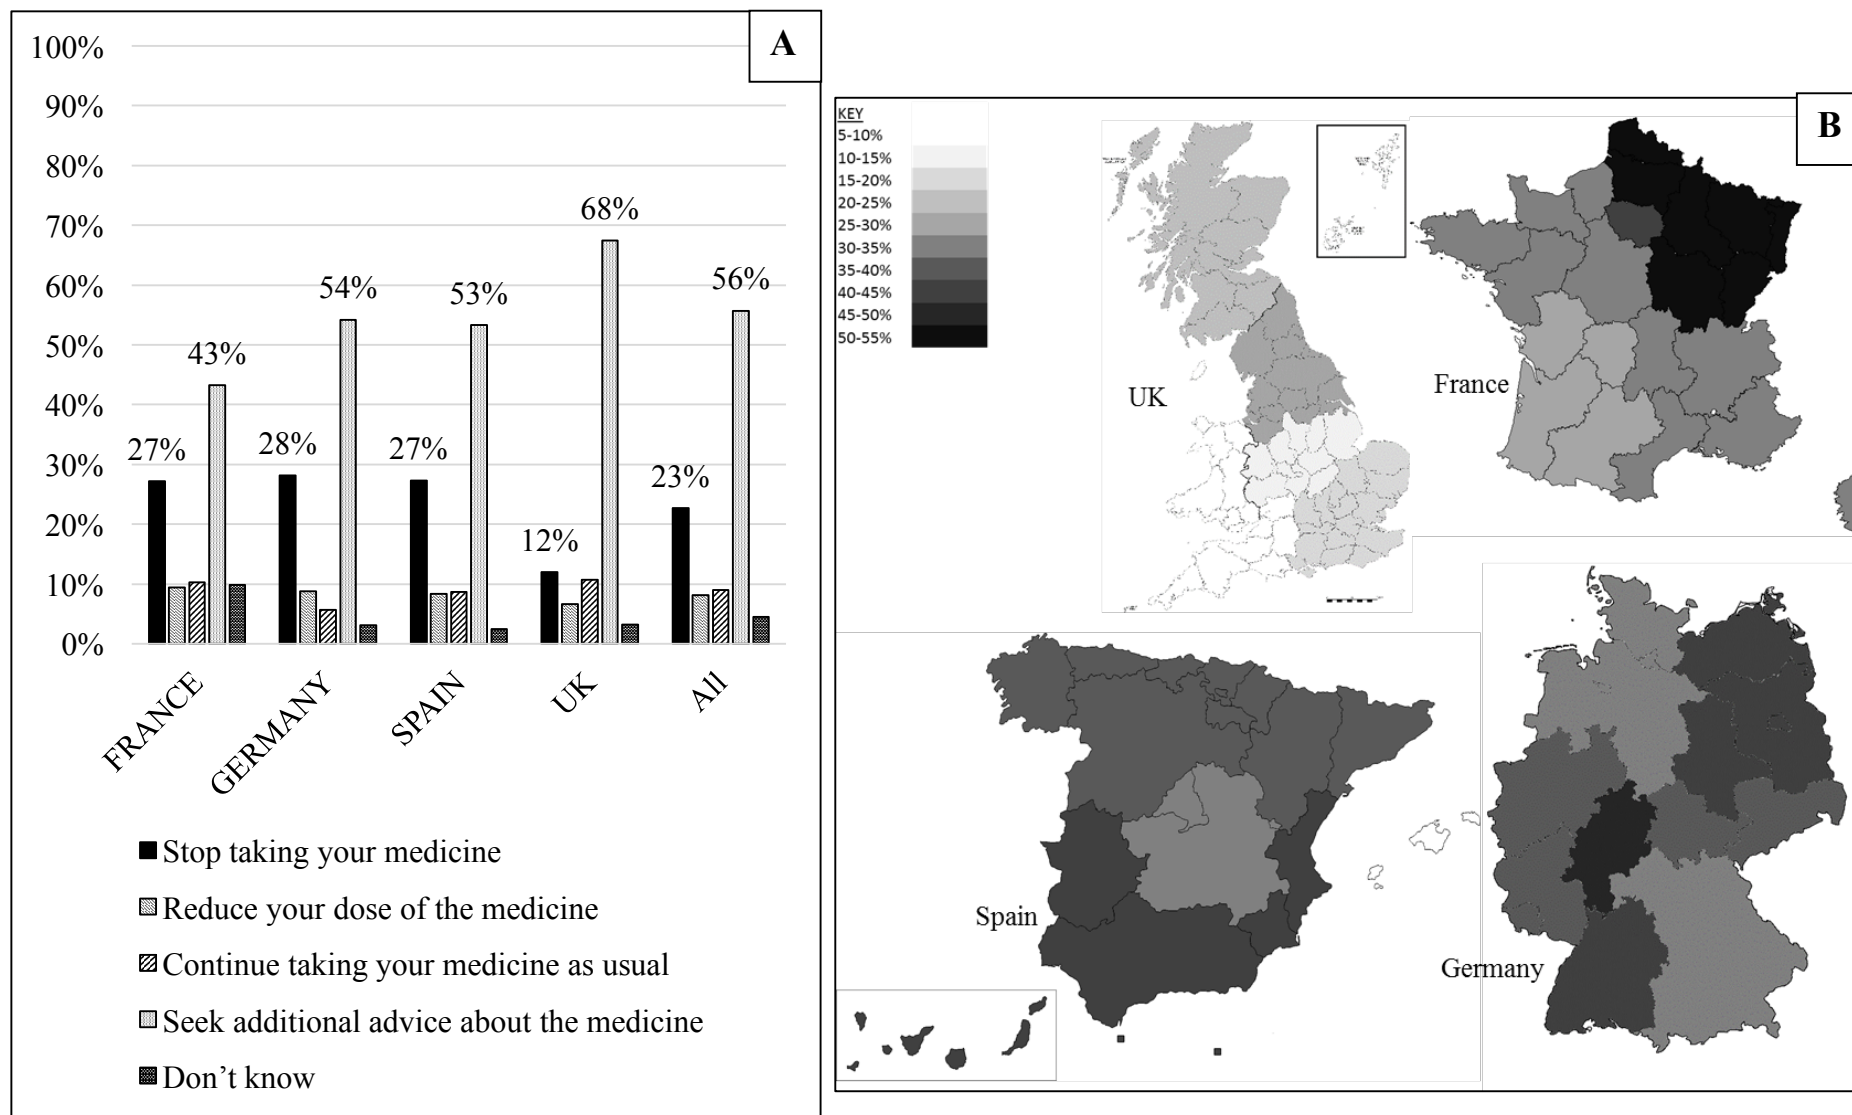 A
100%
90%
80%
70%
60%
50%
40%
30%
20%
10%
0%
27%
43%
28%
54%
27%
53%
12%
68%
23%
56%
FRANCE
GERMANY
SPAIN
UK
All
Stop taking your medicine
Reduce your dose of the medicine
Continue taking your medicine as usual
Seek additional advice about the medicine
Don’t know
B
KEY
5-10%
10-15%
15-20%
20-25%
25-30%
30-35%
35-40%
40-45%
45-50%
50-55%
UK
France
Spain
Germany